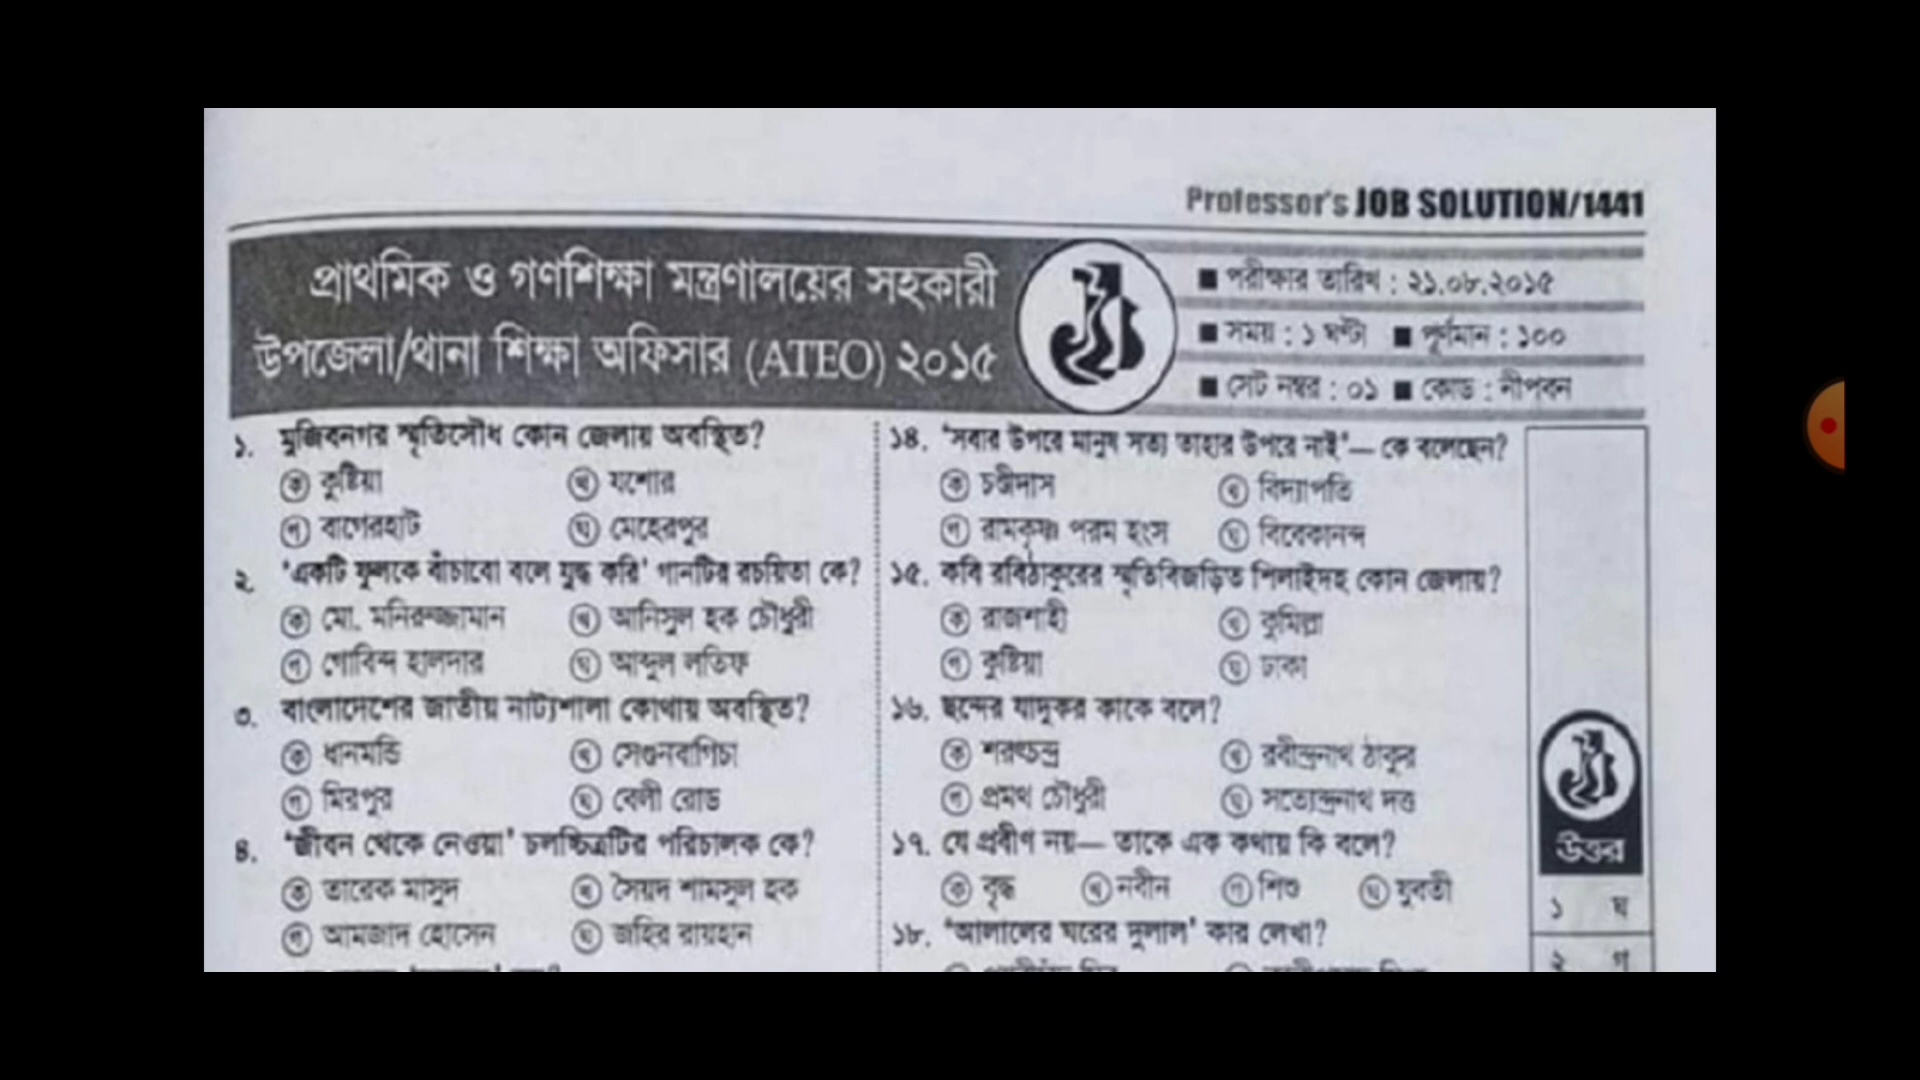 Professor's JOB SOLUTION/1441
প্রাথমিক ও গণশিক্ষা মন্ত্রণালয়ের সহকারী
উপজেলা/থানা শিক্ষা অফিসার (ATEO) ২০১৫
■ পরীক্ষার তারিখ : ২১.০৮.২০১৫
■ সময় : ১ ঘণ্টা ■ পূর্ণমান : ১০০
■ সেট নম্বর : ০১ ■ কোড : নীপবন
১. মুজিবনগর স্মৃতিসৌধ কোন জেলায় অবস্থিত?
ক কুষ্টিয়া খ যশোর
গ বাগেরহাট ঘ মেহেরপুর
২. 'একটি ফুলকে বাঁচাবো বলে যুদ্ধ করি' গানটির রচয়িতা কে?
ক মো. মনিরুজ্জামান খ আনিসুল হক চৌধুরী
গ গোবিন্দ হালদার ঘ আব্দুল লতিফ
৩. বাংলাদেশের জাতীয় নাট্যশালা কোথায় অবস্থিত?
ক ধানমন্ডি খ সেগুনবাগিচা
গ মিরপুর ঘ বেলী রোড
৪. 'জীবন থেকে নেওয়া' চলচ্চিত্রটির পরিচালক কে?
ক তারেক মাসুদ খ সৈয়দ শামসুল হক
গ আমজাদ হোসেন ঘ জহির রায়হান
১৪. 'সবার উপরে মানুষ সত্য তাহার উপরে নাই'— কে বলেছেন?
ক চণ্ডীদাস খ বিদ্যাপতি
গ রামকৃষ্ণ পরম হংস ঘ বিবেকানন্দ
১৫. কবি রবিঠাকুরের স্মৃতিবিজড়িত শিলাইদহ কোন জেলায়?
ক রাজশাহী খ কুমিল্লা
গ কুষ্টিয়া ঘ ঢাকা
১৬. ছন্দের যাদুকর কাকে বলে?
ক শরৎচন্দ্র খ রবীন্দ্রনাথ ঠাকুর
গ প্রমথ চৌধুরী ঘ সত্যেন্দ্রনাথ দত্ত
১৭. যে প্রবীণ নয়— তাকে এক কথায় কি বলে?
ক বৃদ্ধ খ নবীন গ শিশু ঘ যুবতী
১৮. 'আলালের ঘরের দুলাল' কার লেখা?
উত্তর
১ ঘ
২ গ